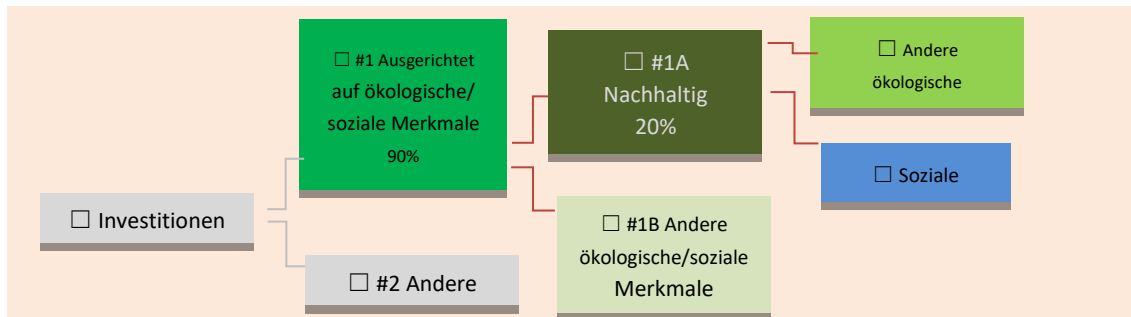 ☐ Investitionen
☐ #1 Ausgerichtet
auf ökologische/
soziale Merkmale
90%
☐ #2 Andere
☐ #1A
Nachhaltig
20%
☐ #1B Andere
ökologische/soziale
Merkmale
☐ Andere
ökologische
☐ Soziale